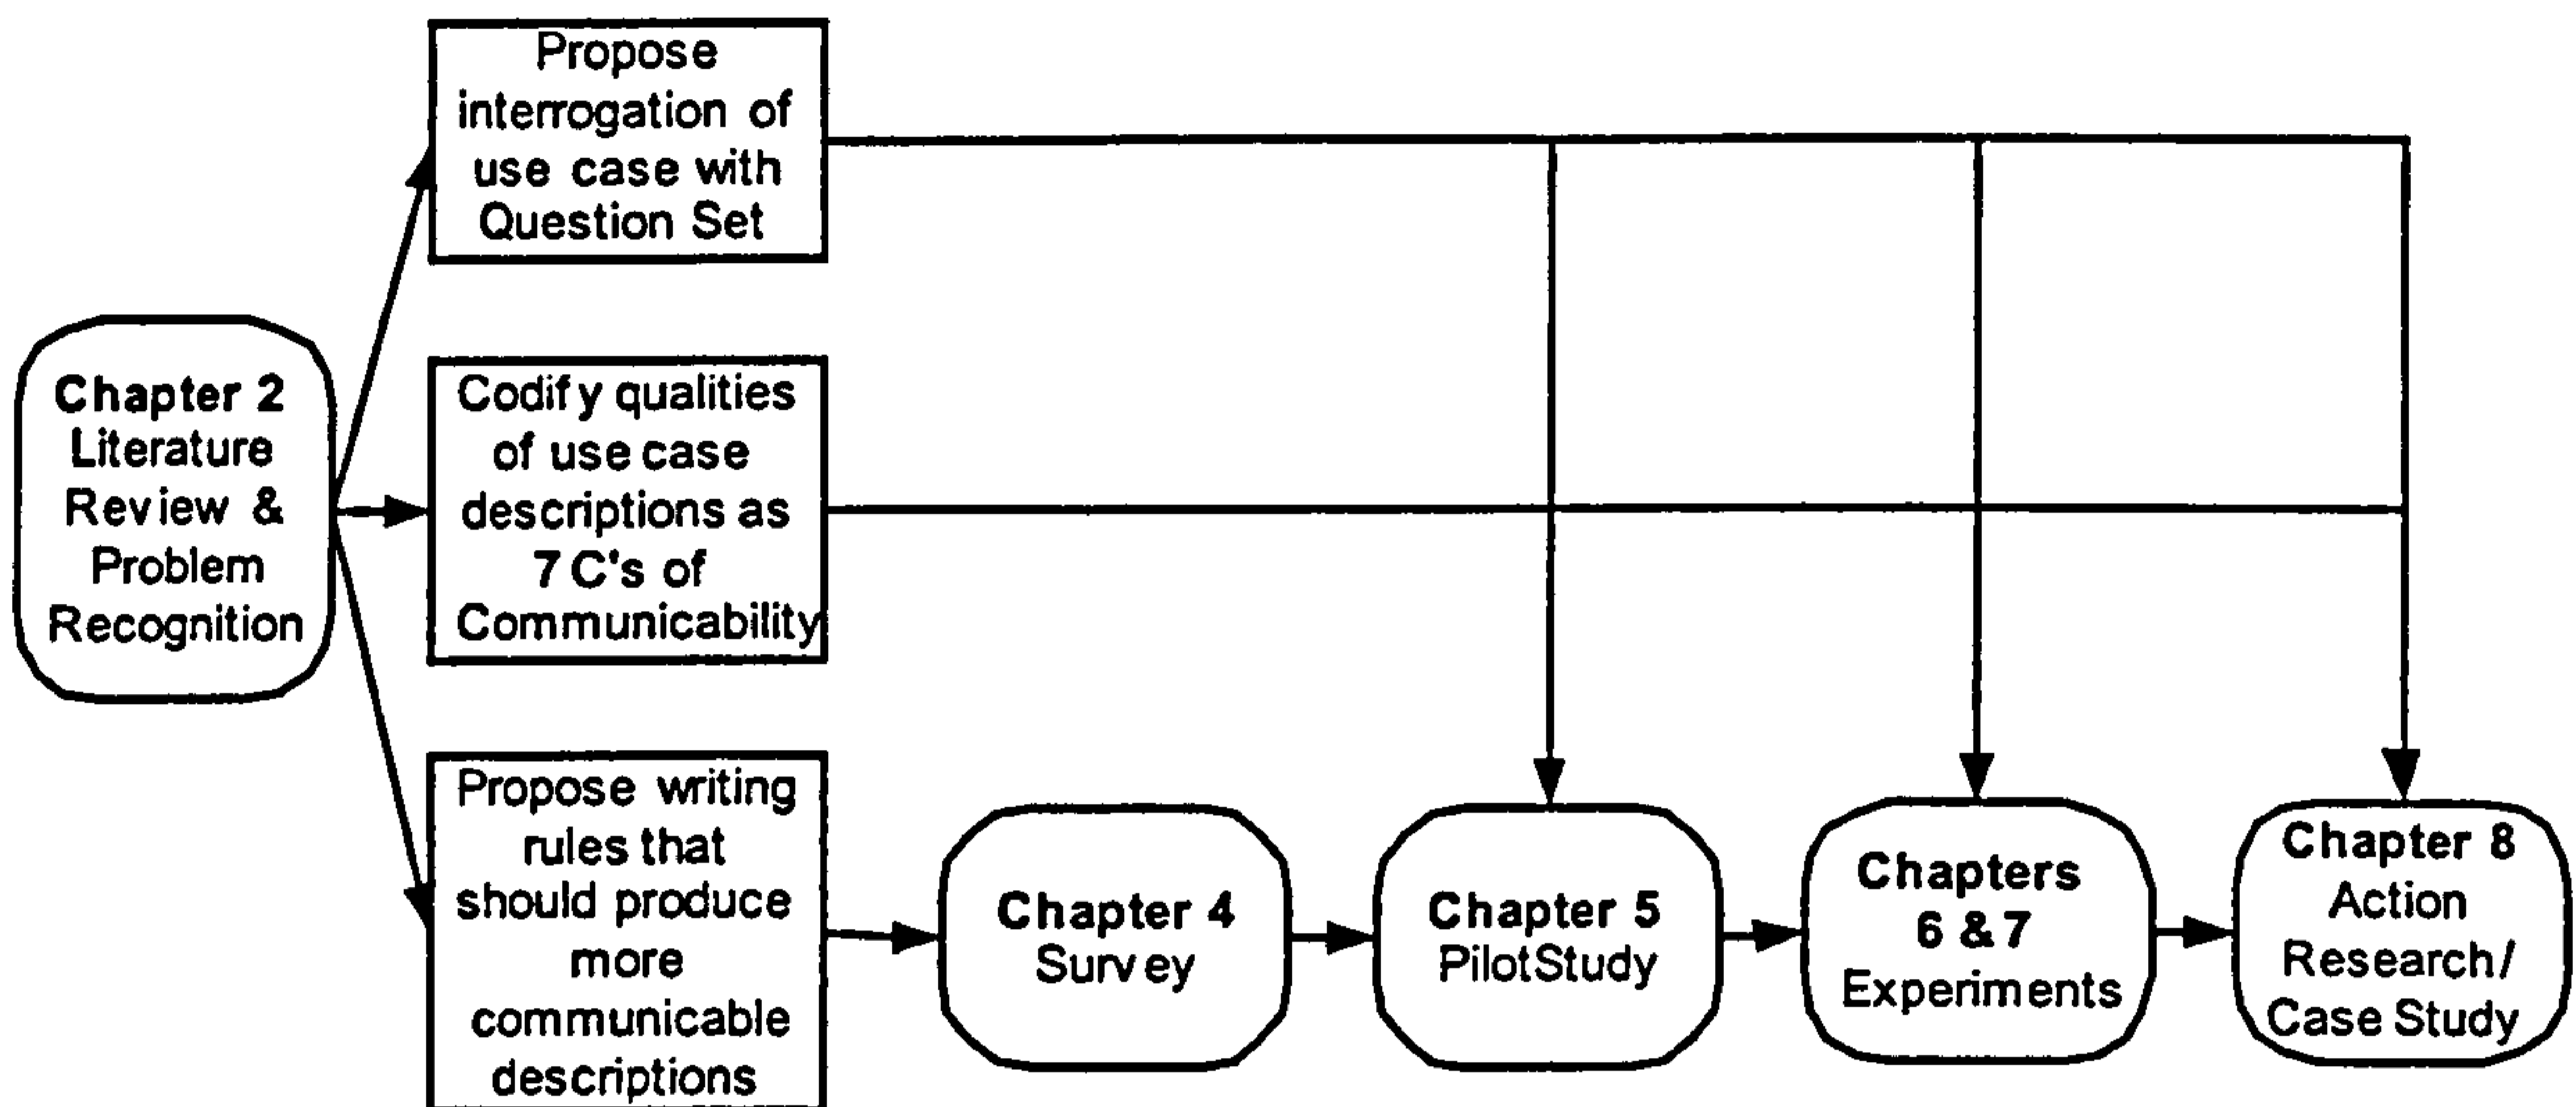 Propose
interrogation of
use case with
Question Set
Chapter 2
Literature
Review &
Problem
Recognition
Codify qualities
of use case
descriptions as
7 C's of
Communicability
Propose writing
rules that
should produce
more
communicable
descriptions
Chapter 4
Survey
Chapter 5
PilotStudy
Chapters
6 & 7
Experiments
Chapter 8
Action
Research/
Case Study